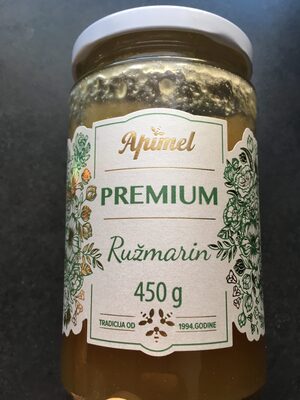 Apimel
PREMIUM
Ružmarin
450 g
TRADICIJA OD 1994.GODINE